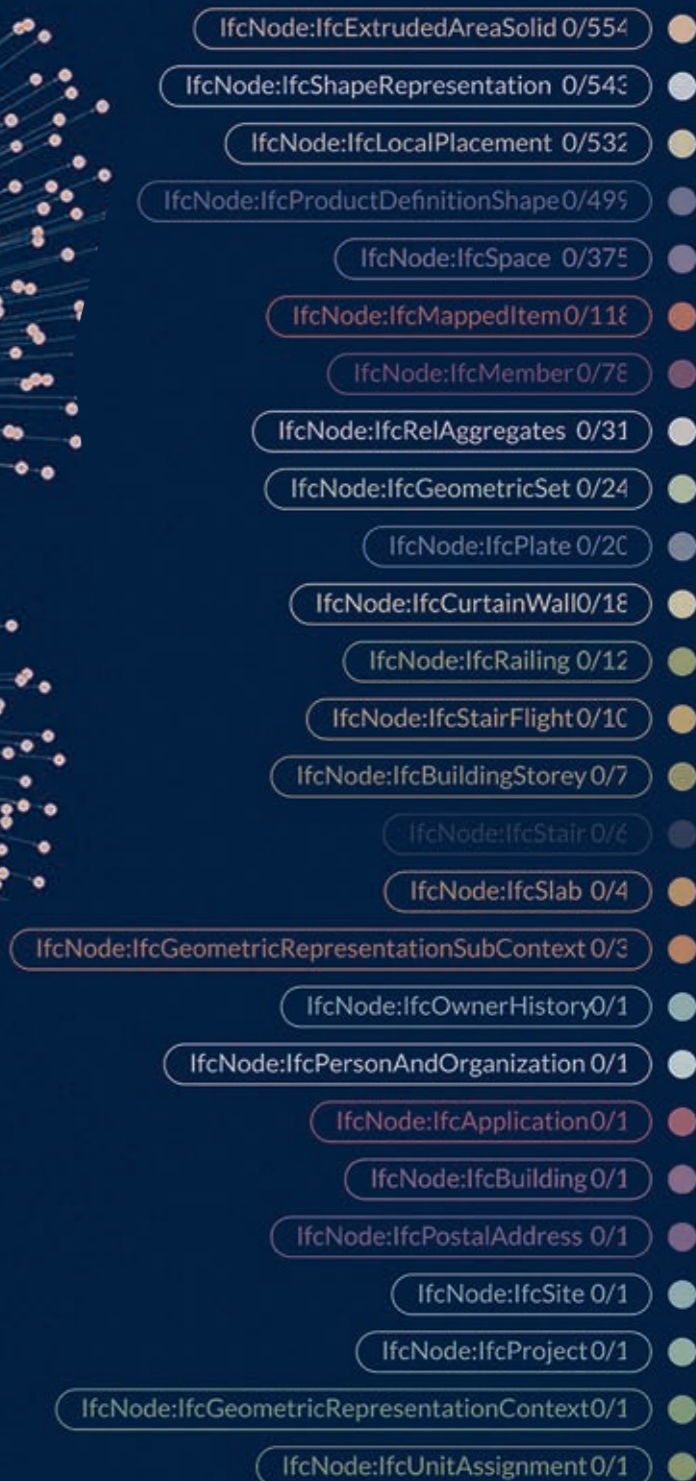 IfcNode:IfcExtrudedAreaSolid 0/554
IfcNode:IfcShapeRepresentation 0/543
IfcNode:IfcLocalPlacement 0/532
IfcNode:IfcProductDefinitionShape 0/499
IfcNode:IfcSpace 0/375
IfcNode:IfcMappedItem 0/118
IfcNode:IfcMember 0/78
IfcNode:IfcRelAggregates 0/31
IfcNode:IfcGeometricSet 0/24
IfcNode:IfcPlate 0/20
IfcNode:IfcCurtainWall 0/18
IfcNode:IfcRailing 0/12
IfcNode:IfcStairFlight 0/10
IfcNode:IfcBuildingStorey 0/7
IfcNode:IfcStair 0/6
IfcNode:IfcSlab 0/4
IfcNode:IfcGeometricRepresentationSubContext 0/3
IfcNode:IfcOwnerHistory 0/1
IfcNode:IfcPersonAndOrganization 0/1
IfcNode:IfcApplication 0/1
IfcNode:IfcBuilding 0/1
IfcNode:IfcPostalAddress 0/1
IfcNode:IfcSite 0/1
IfcNode:IfcProject 0/1
IfcNode:IfcGeometricRepresentationContext 0/1
IfcNode:IfcUnitAssignment 0/1